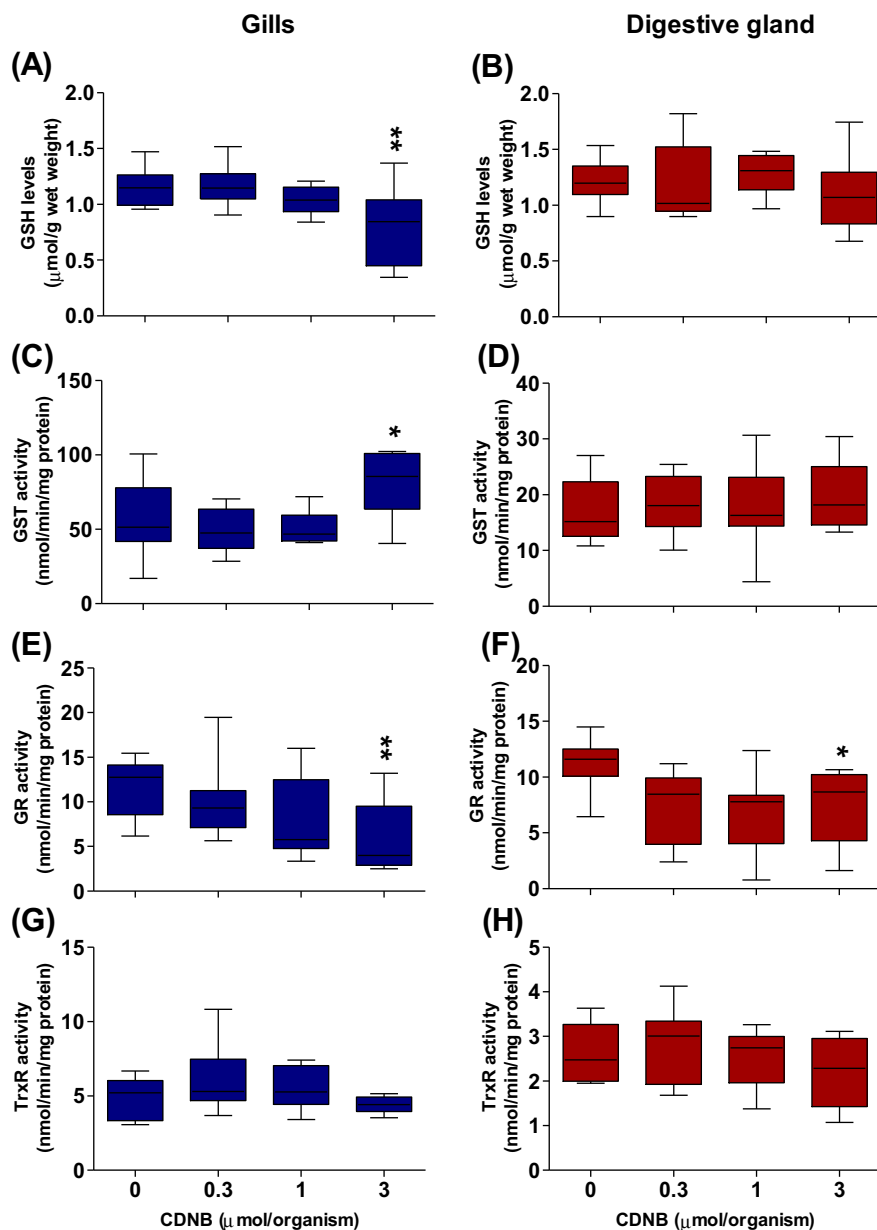 Gills
Digestive gland
(A)
GSH levels
(μmol/g wet weight)
2.0
1.5
1.0
0.5
0.0
**
(B)
GSH levels
(μmol/g wet weight)
2.0
1.5
1.0
0.5
0.0
(C)
GST activity
(nmol/min/mg protein)
150
100
50
0
*
(D)
GST activity
(nmol/min/mg protein)
40
30
20
10
0
(E)
GR activity
(nmol/min/mg protein)
25
20
15
10
5
0
**
(F)
GR activity
(nmol/min/mg protein)
20
15
10
5
0
*
(G)
TrxR activity
(nmol/min/mg protein)
15
10
5
0
0 0.3 1 3
CDNB (μmol/organism)
(H)
TrxR activity
(nmol/min/mg protein)
5
4
3
2
1
0
0 0.3 1 3
CDNB (μmol/organism)